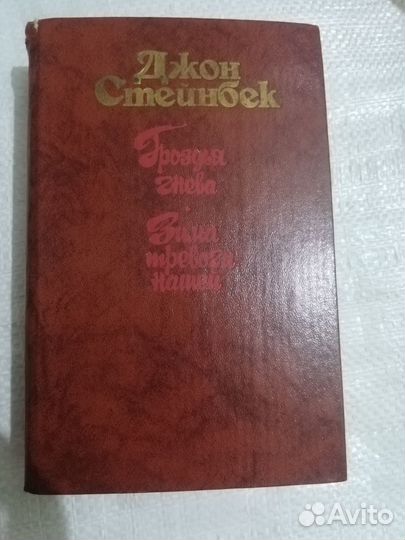 Джон
Стейнбек
Гроздья
гнева
Зима
тревоги
нашей
Avito